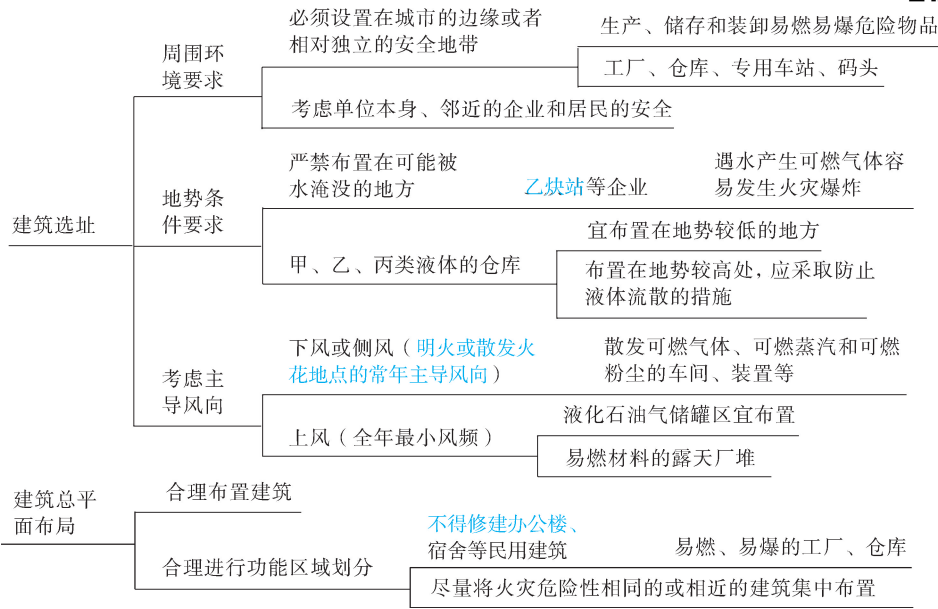 必须设置在城市的边缘或者
相对独立的安全地带
生产、储存和装卸易燃易爆危险物品
工厂、仓库、专用车站、码头
周围环
境要求
考虑单位本身、邻近的企业和居民的安全
严禁布置在可能被
水淹没的地方
乙炔站等企业
遇水产生可燃气体容
易发生火灾爆炸
地势条
件要求
建筑选址
宜布置在地势较低的地方
甲、乙、丙类液体的仓库
布置在地势较高处，应采取防止
液体流散的措施
下风或侧风（明火或散发火
花地点的常年主导风向）
散发可燃气体、可燃蒸汽和可燃
粉尘的车间、装置等
考虑主
导风向
液化石油气储罐区宜布置
上风（全年最小风频）
易燃材料的露天厂堆
建筑总平
面布局
合理布置建筑
不得修建办公楼、
宿舍等民用建筑
易燃、易爆的工厂、仓库
合理进行功能区域划分
尽量将火灾危险性相同的或相近的建筑集中布置